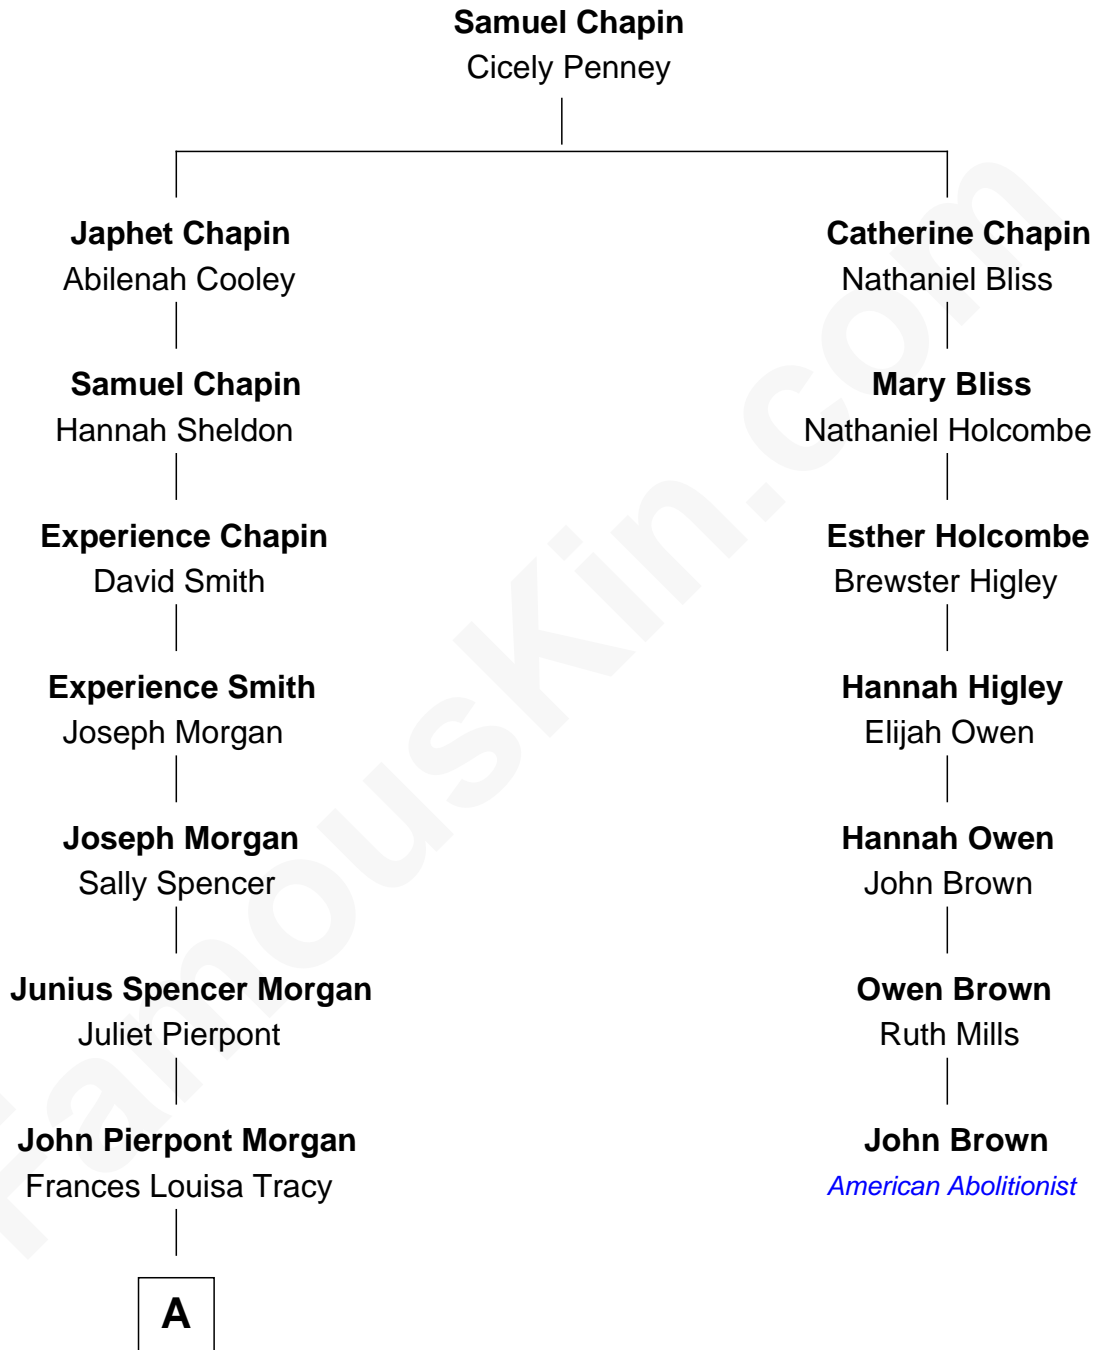 Samuel Chapin
Cicely Penney
Japhet Chapin
Abilenah Cooley
Catherine Chapin
Nathaniel Bliss
Samuel Chapin
Hannah Sheldon
Mary Bliss
Nathaniel Holcombe
Experience Chapin
David Smith
Esther Holcombe
Brewster Higley
Experience Smith
Joseph Morgan
Hannah Higley
Elijah Owen
Joseph Morgan
Sally Spencer
Hannah Owen
John Brown
Junius Spencer Morgan
Juliet Pierpont
Owen Brown
Ruth Mills
John Pierpont Morgan
Frances Louisa Tracy
John Brown
American Abolitionist
A
FamousKin.com